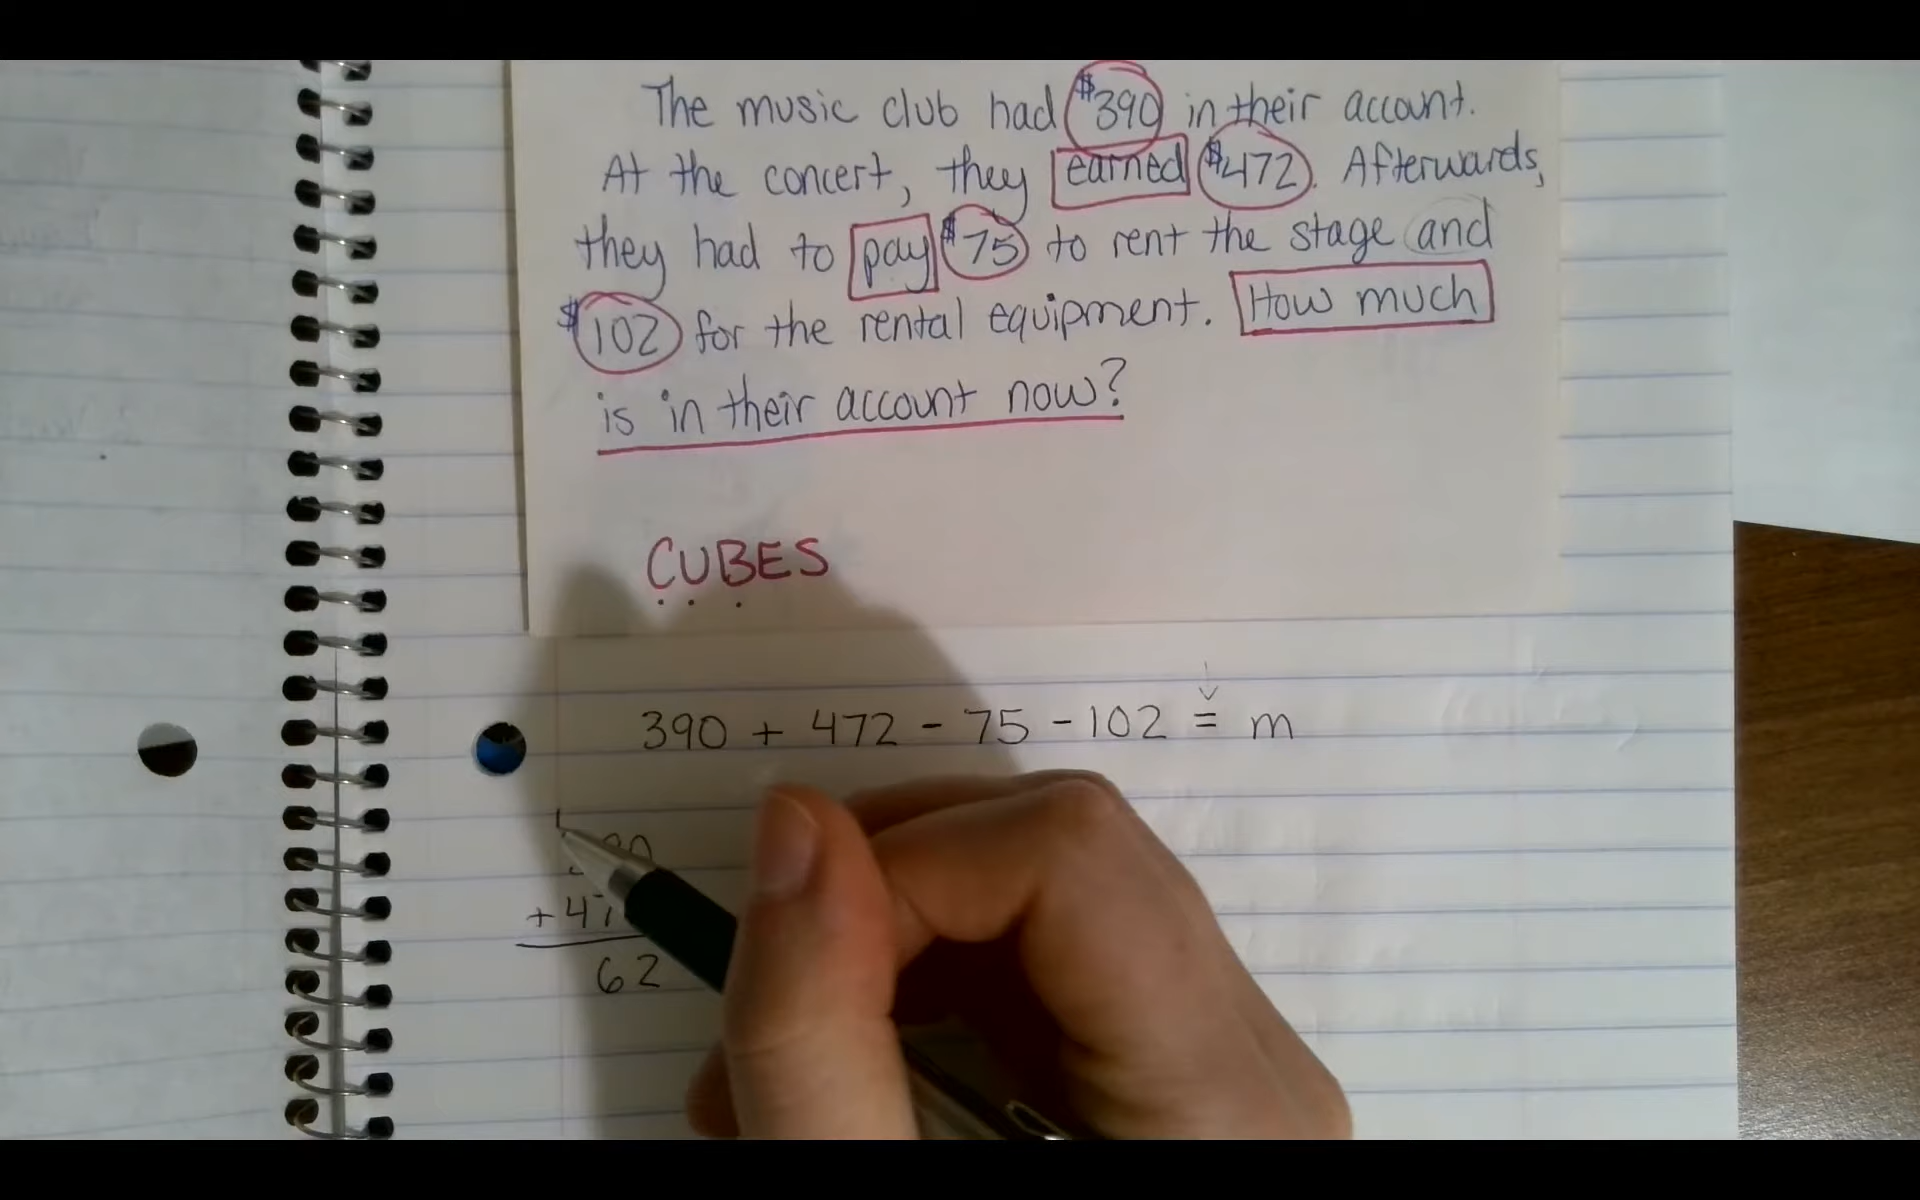 The music club had $390 in their account.
At the concert, they earned $472. Afterwards,
they had to pay $75 to rent the stage and
$102 for the rental equipment. How much
is in their account now?
CUBES
390 + 472 - 75 - 102 = m
+ 47
62